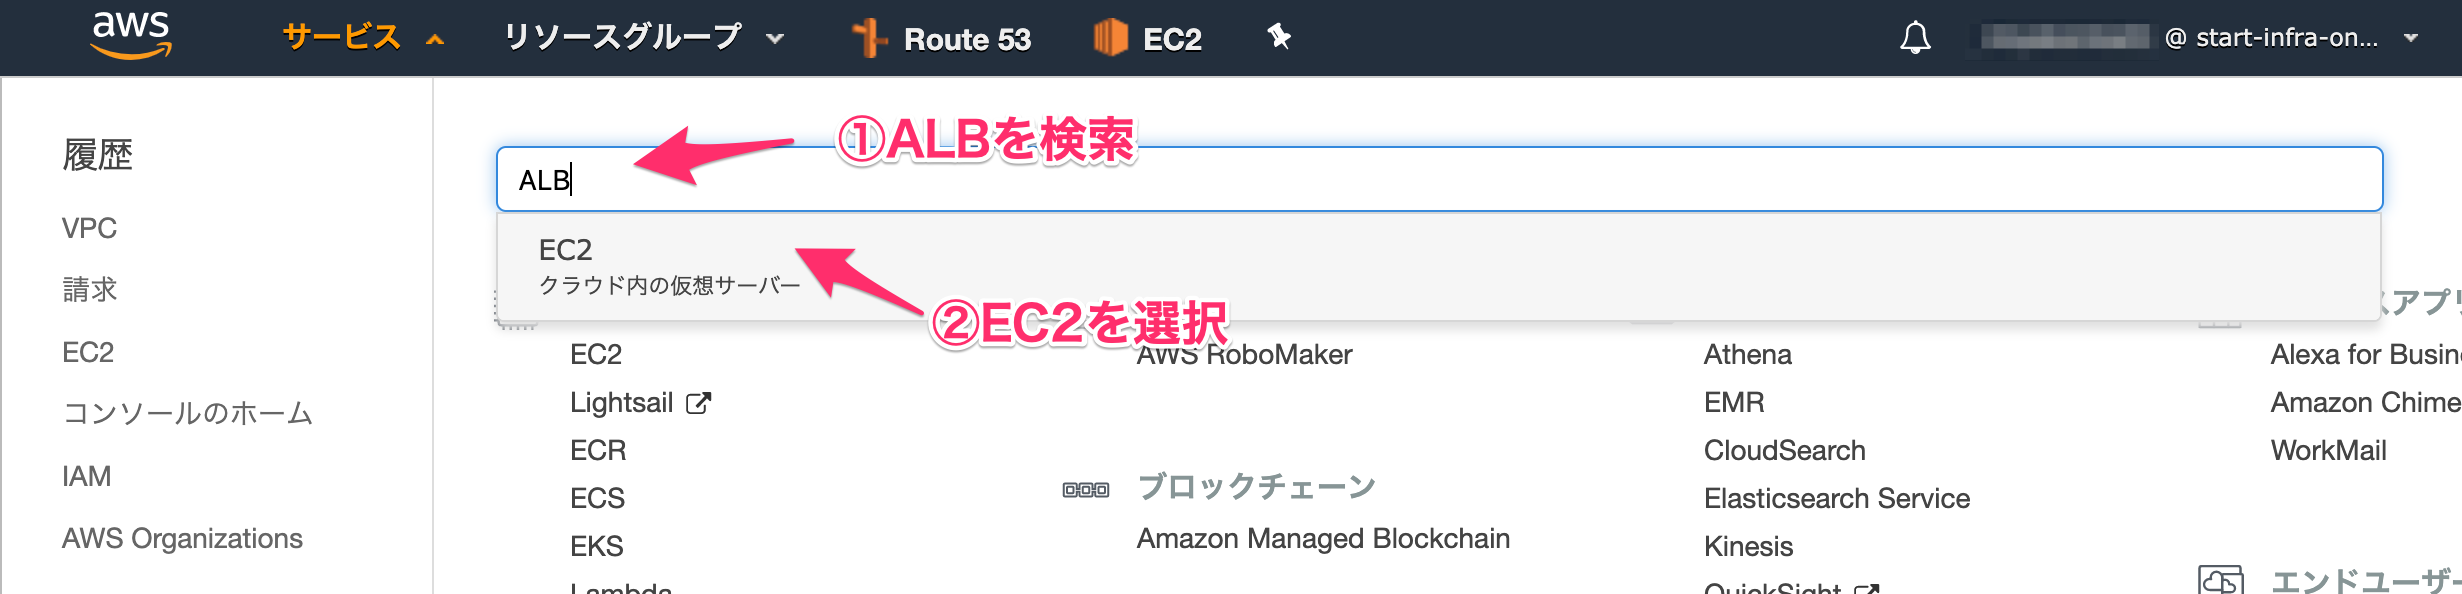 aws
サービス
リソースグループ
Route 53
EC2
@ start-infra-on...
履歴
VPC
請求
EC2
コンソールのホーム
IAM
AWS Organizations
①ALBを検索
ALB
EC2
クラウド内の仮想サーバー
②EC2を選択
EC2
Lightsail
ECR
ECS
EKS
Lambda
AWS RoboMaker
ブロックチェーン
Amazon Managed Blockchain
Athena
EMR
CloudSearch
Elasticsearch Service
Kinesis
QuickSight
スアプリ
Alexa for Busine
Amazon Chime
WorkMail
エンドユーザー